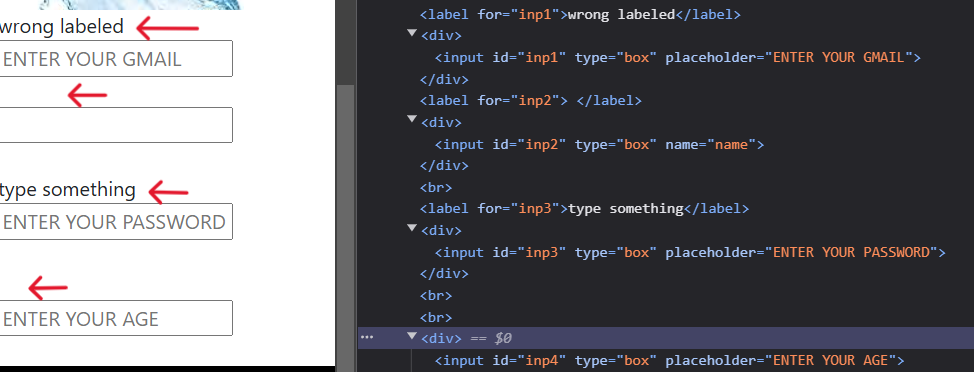 wrong labeled
ENTER YOUR GMAIL
type something
ENTER YOUR PASSWORD
ENTER YOUR AGE
<label for="inp1">wrong labeled</label>
<div>
<input id="inp1" type="box" placeholder="ENTER YOUR GMAIL">
</div>
<label for="inp2"> </label>
<div>
<input id="inp2" type="box" name="name">
</div>
<br>
<label for="inp3">type something</label>
<div>
<input id="inp3" type="box" placeholder="ENTER YOUR PASSWORD">
</div>
<br>
<br>
<div> == $0
<input id="inp4" type="box" placeholder="ENTER YOUR AGE">